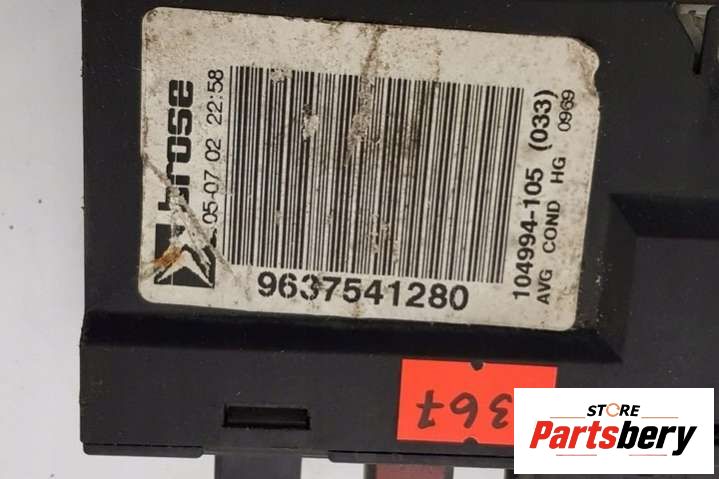 brose
05-07 02 22:58
9637541280
104994-105 (033)
AVG COND HG 0969
367
STORE
Partsbery